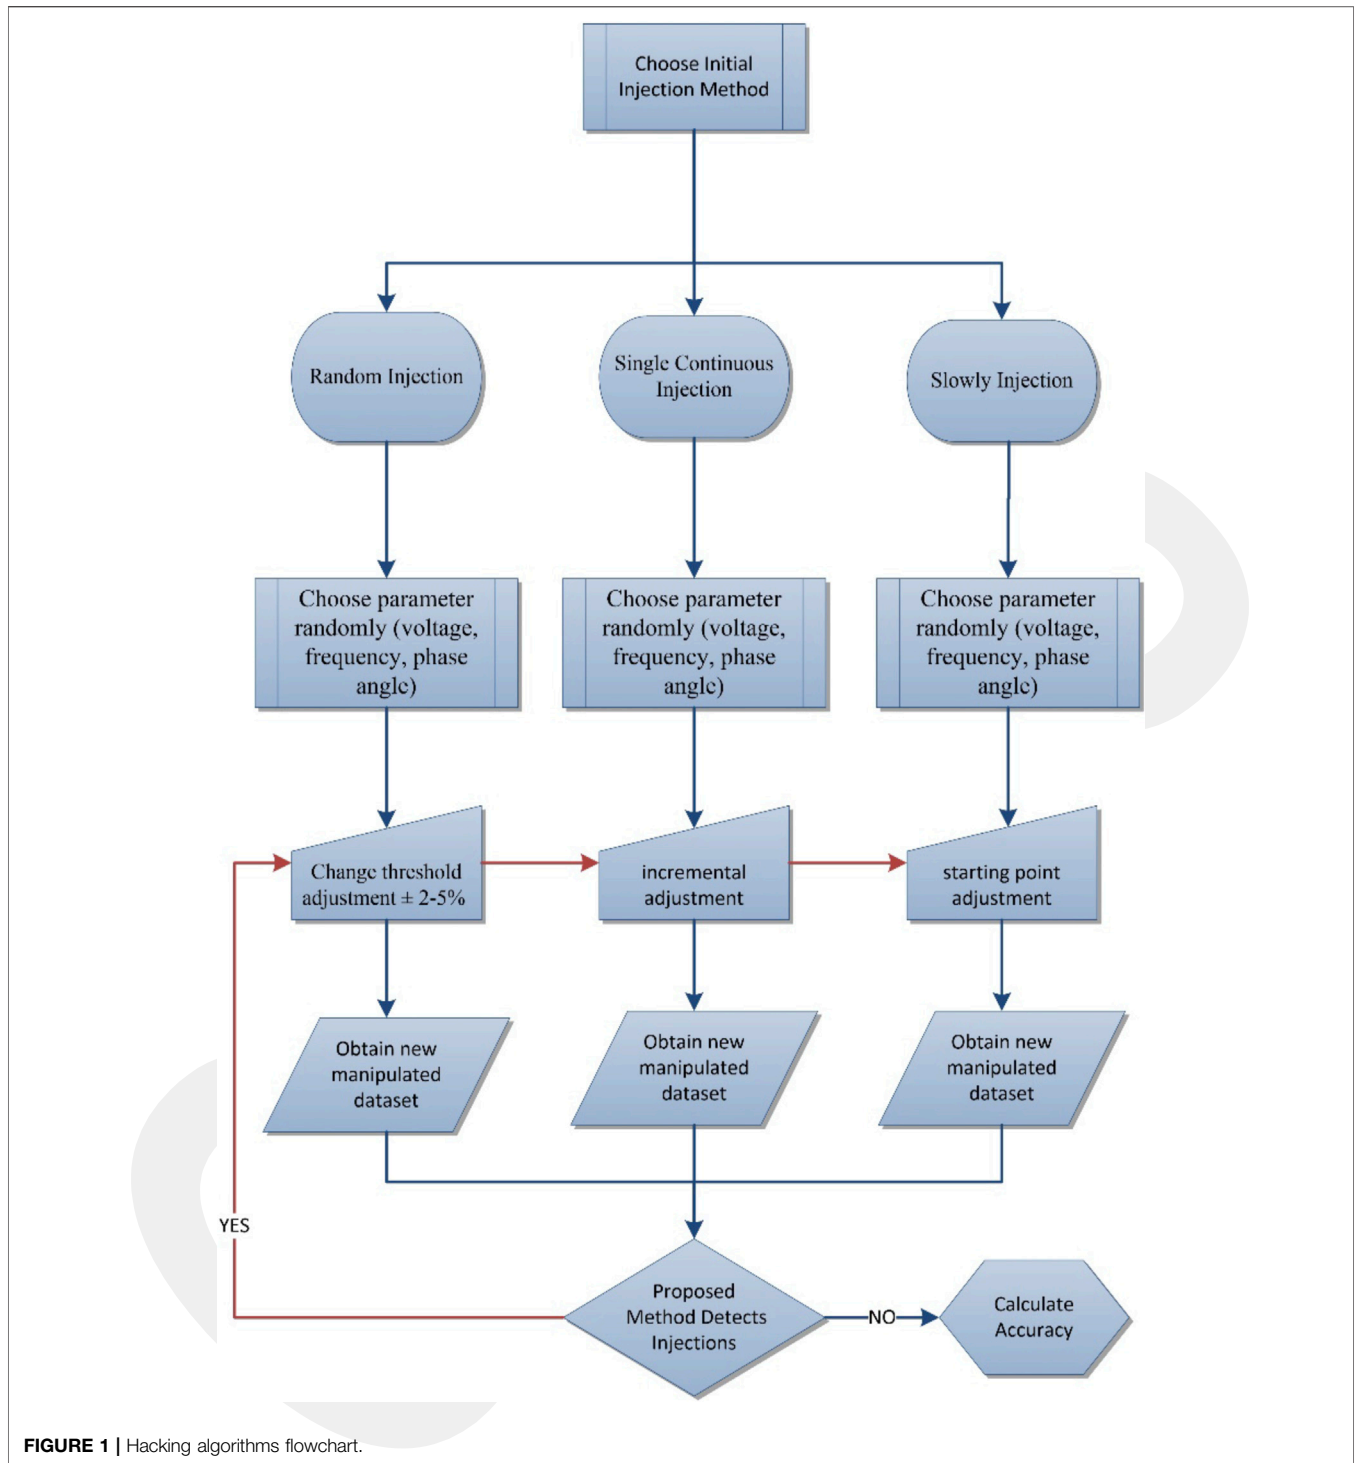 Choose Initial
Injection Method
Random Injection
Single Continuous
Injection
Slowly Injection
Choose parameter
randomly (voltage,
frequency, phase
angle)
Choose parameter
randomly (voltage,
frequency, phase
angle)
Choose parameter
randomly (voltage,
frequency, phase
angle)
Change threshold
adjustment ± 2-5%
incremental
adjustment
starting point
adjustment
Obtain new
manipulated
dataset
Obtain new
manipulated
dataset
Obtain new
manipulated
dataset
YES
Proposed
Method Detects
Injections
NO
Calculate
Accuracy
FIGURE 1 | Hacking algorithms flowchart.